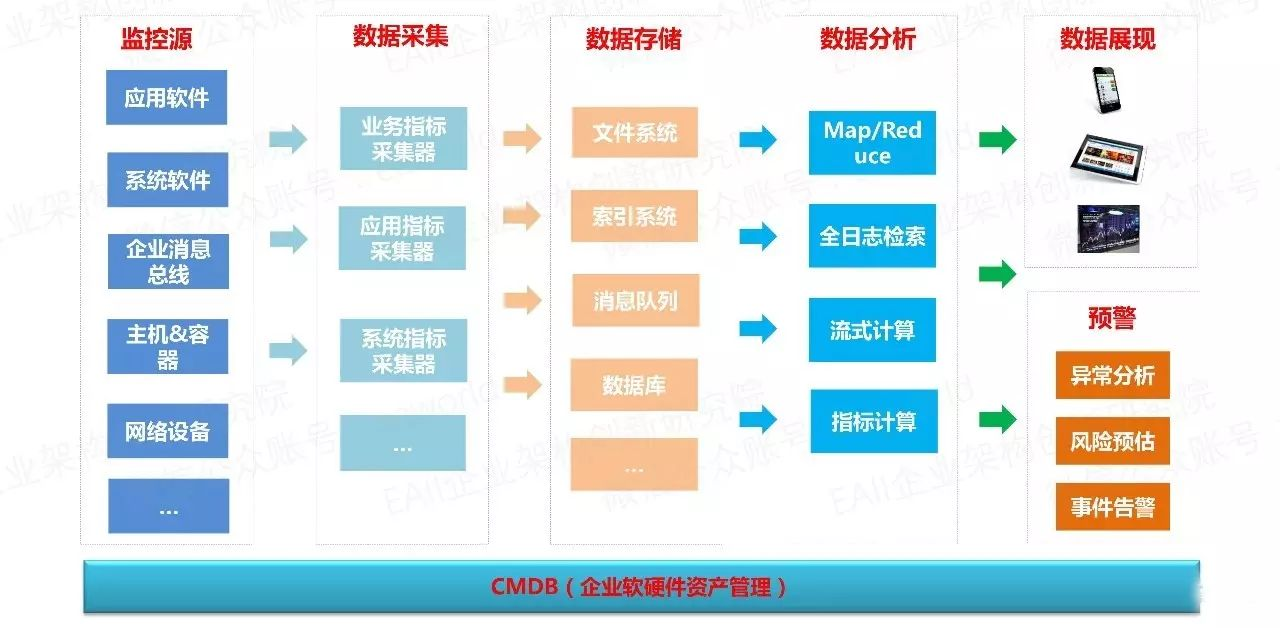 监控源
应用软件
系统软件
企业消息
总线
主机&容
器
网络设备
...
数据采集
业务指标
采集器
应用指标
采集器
系统指标
采集器
...
数据存储
文件系统
索引系统
消息队列
数据库
...
数据分析
Map/Red
uce
全日志检索
流式计算
指标计算
数据展现
预警
异常分析
风险预估
事件告警
CMDB（企业软硬件资产管理）
EAII企业架构创新研究院
微信公众账号：eaworld